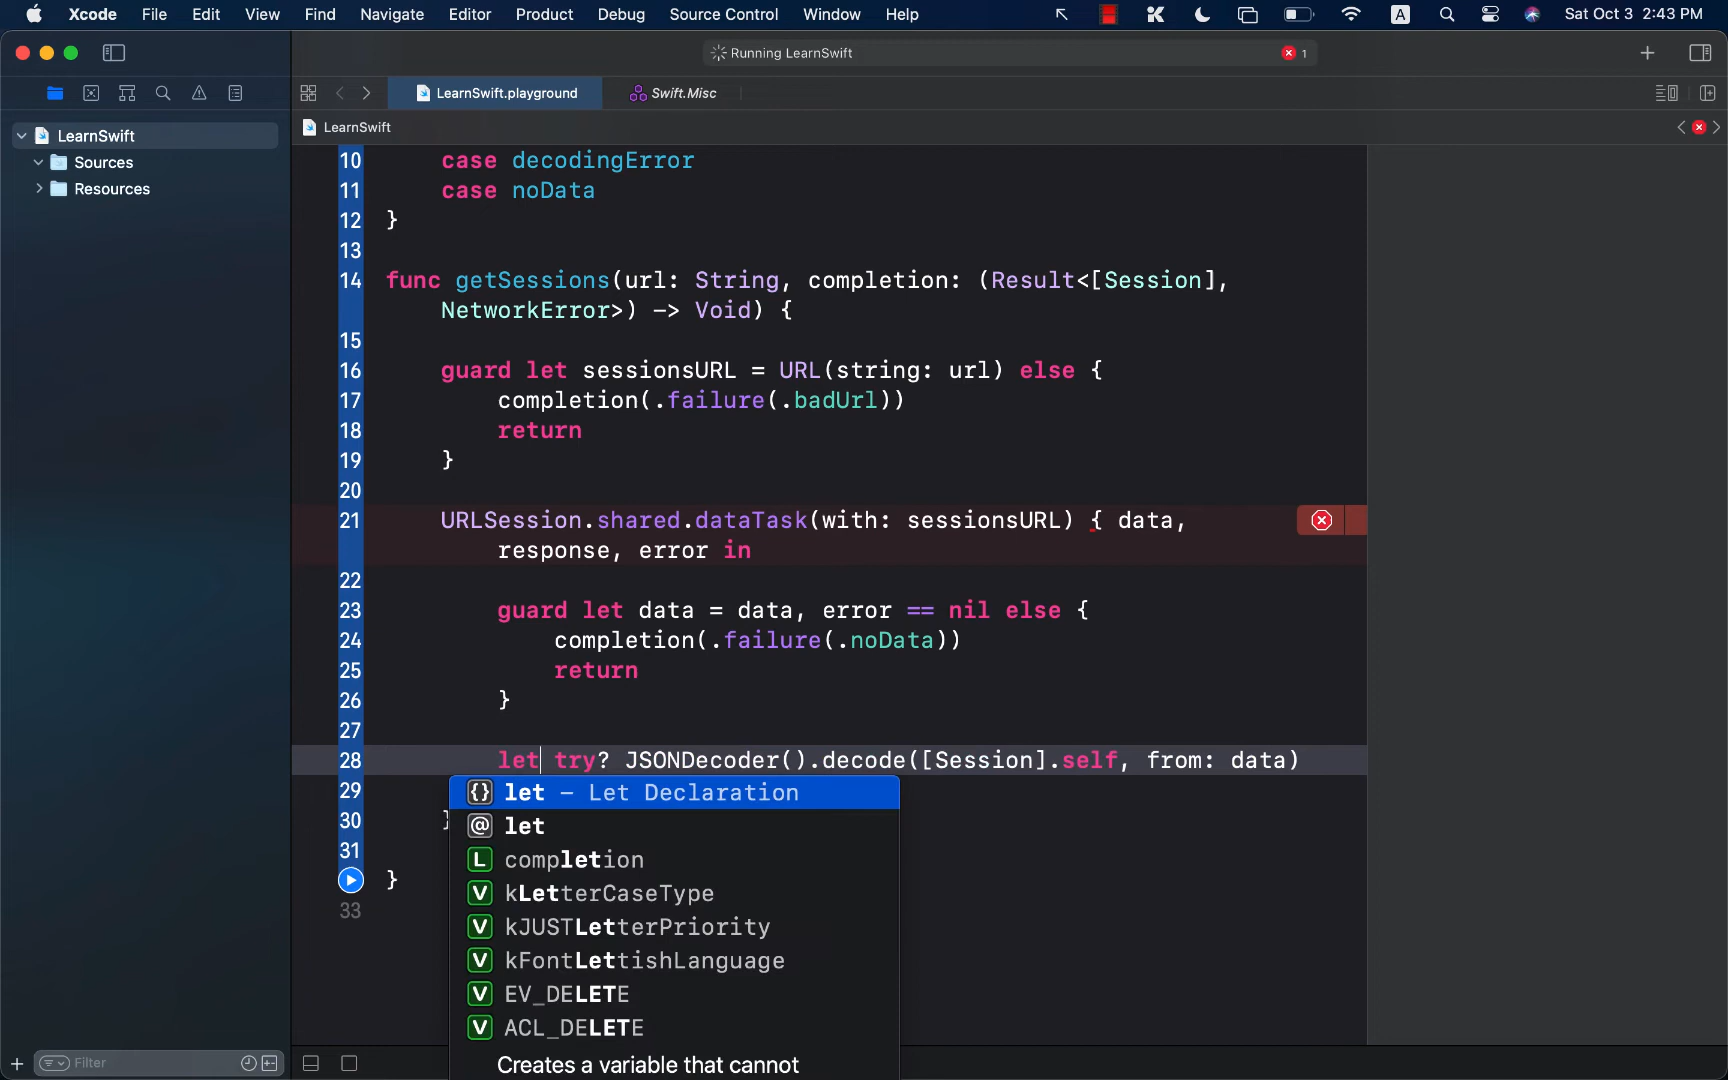 Xcode File Edit View Find Navigate Editor Product Debug Source Control Window Help A Sat Oct 3 2:43 PM
Running LearnSwift 1
LearnSwift.playground Swift.Misc
LearnSwift
LearnSwift
Sources
Resources
10 case decodingError
11 case noData
12 }
13
14 func getSessions(url: String, completion: (Result<[Session],
NetworkError>) -> Void) {
15
16 guard let sessionsURL = URL(string: url) else {
17 completion(.failure(.badUrl))
18 return
19 }
20
21 URLSession.shared.dataTask(with: sessionsURL) { data,
response, error in
22
23 guard let data = data, error == nil else {
24 completion(.failure(.noData))
25 return
26 }
27
28 let try? JSONDecoder().decode([Session].self, from: data)
29
30 }
31
}
33
{} let – Let Declaration
@ let
L completion
V kLetterCaseType
V kJUSTLetterPriority
V kFontLettishLanguage
V EV_DELETE
V ACL_DELETE
Creates a variable that cannot
Filter